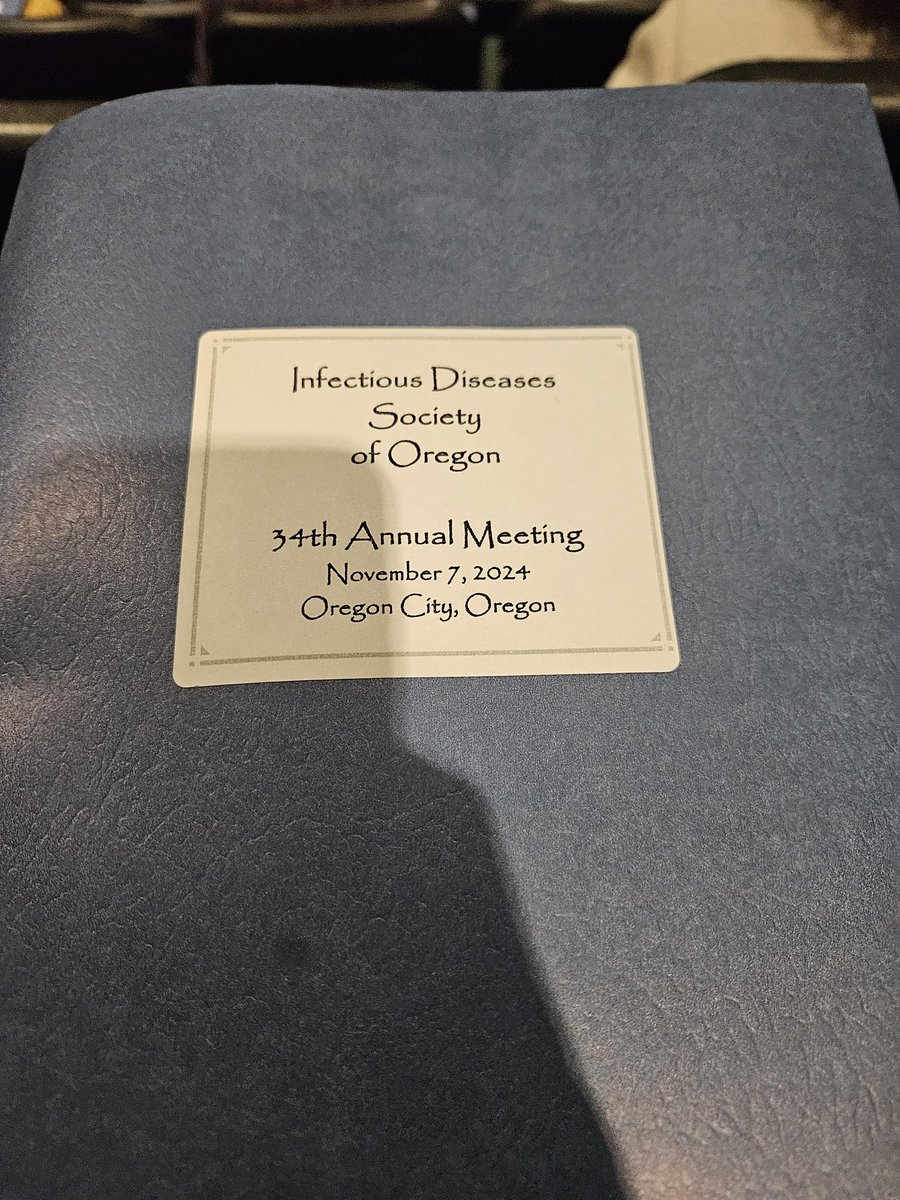 Infectious Diseases
Society
of Oregon
34th Annual Meeting
November 7, 2024
Oregon City, Oregon